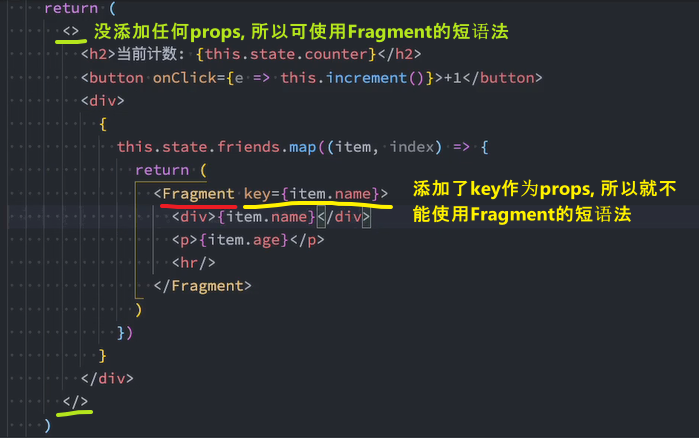 return (
<> 没添加任何props, 所以可使用Fragment的短语法
<h2>当前计数: {this.state.counter}</h2>
<button onClick={e => this.increment()}>+1</button>
<div>
{
this.state.friends.map((item, index) => {
return (
<Fragment key={item.name}> 添加了key作为props, 所以就不
<div>{item.name}</div> 能使用Fragment的短语法
<p>{item.age}</p>
<hr/>
</Fragment>
)
})
}
</div>
</>
)